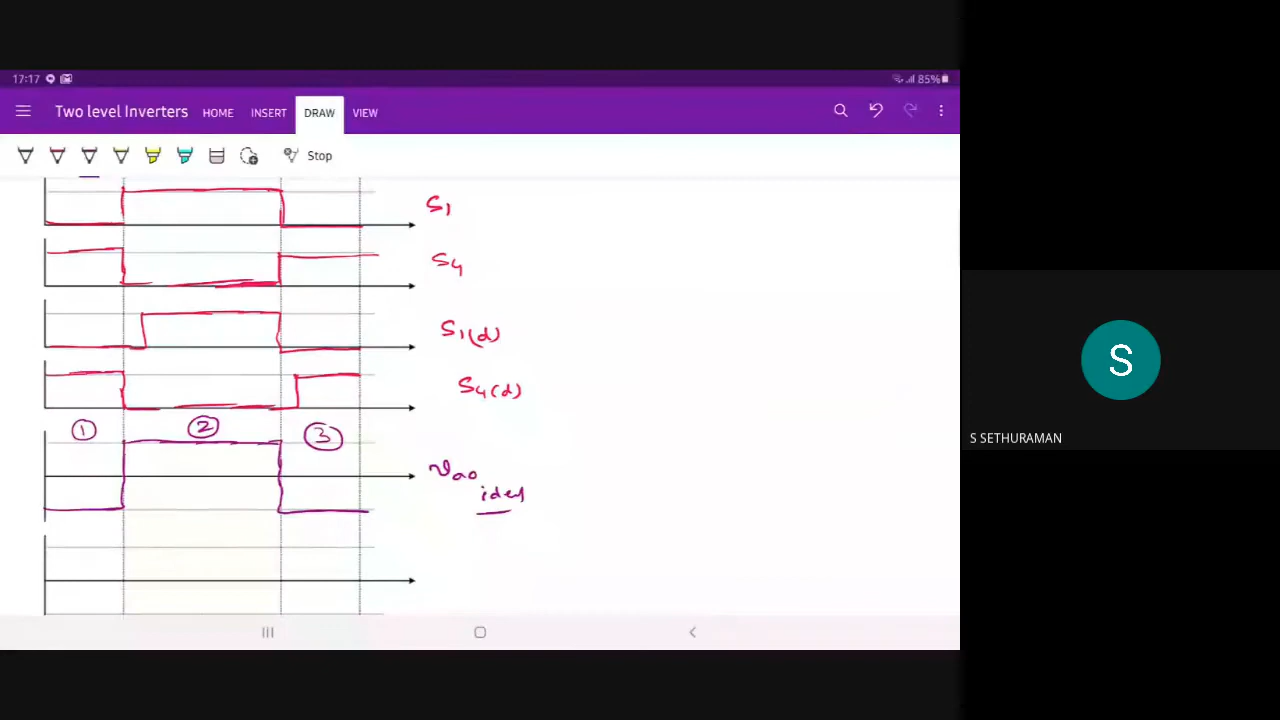 17:17 85%
Two level Inverters HOME INSERT DRAW VIEW
Stop
S1
S4
S1(d)
S4(d)
1 2 3
Vao
ideal
S
S SETHURAMAN